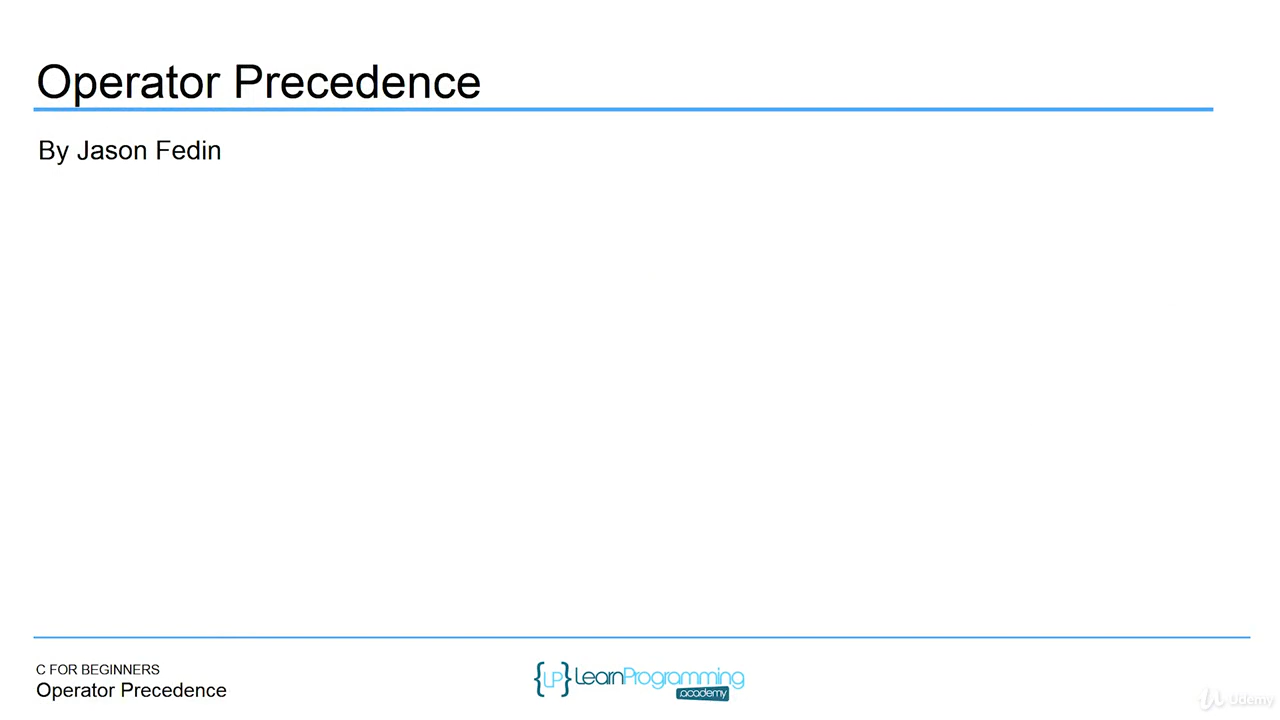 Operator Precedence
By Jason Fedin
C FOR BEGINNERS
Operator Precedence
{LP} LearnProgramming
.academy
Udemy